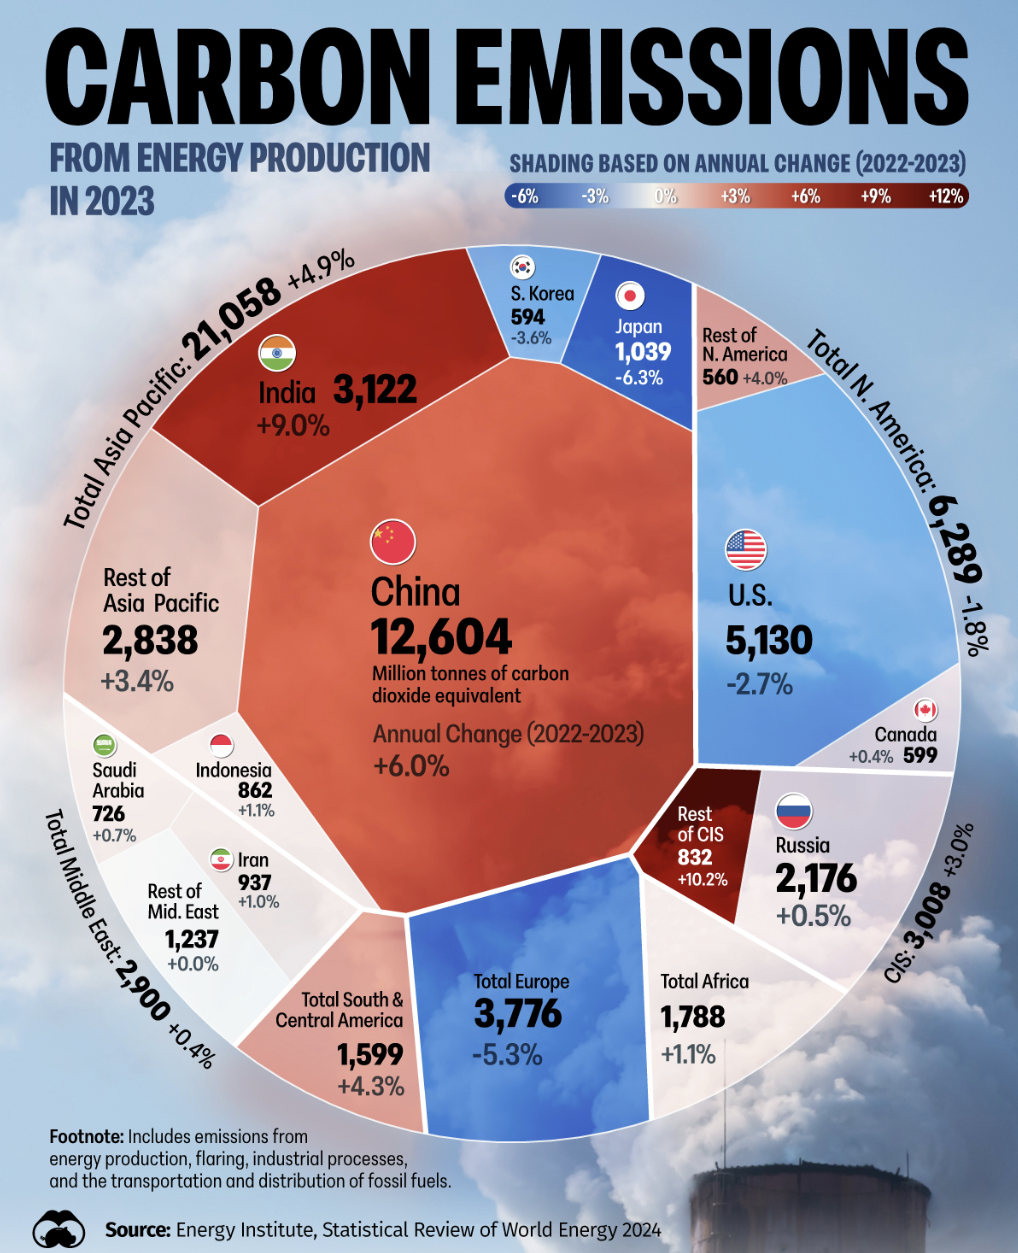 CARBON EMISSIONS
FROM ENERGY PRODUCTION
IN 2023
SHADING BASED ON ANNUAL CHANGE (2022-2023)
-6% -3% 0% +3% +6% +9% +12%
Total Asia Pacific: 21,058 +4.9%
India 3,122
+9.0%
S. Korea
594
-3.6%
Japan
1,039
-6.3%
Rest of
N. America
560 +4.0%
Total N. America: 6,289 -1.8%
Rest of
Asia Pacific
2,838
+3.4%
China
12,604
Million tonnes of carbon
dioxide equivalent
Annual Change (2022-2023)
+6.0%
U.S.
5,130
-2.7%
Canada
+0.4% 599
Saudi
Arabia
726
+0.7%
Indonesia
862
+1.1%
Iran
937
+1.0%
Rest of
Mid. East
1,237
+0.0%
Total Middle East: 2,900 +0.4%
Rest
of CIS
832
+10.2%
Russia
2,176
+0.5%
CIS: 3,008 +3.0%
Total South &
Central America
1,599
+4.3%
Total Europe
3,776
-5.3%
Total Africa
1,788
+1.1%
Footnote: Includes emissions from
energy production, flaring, industrial processes,
and the transportation and distribution of fossil fuels.
Source: Energy Institute, Statistical Review of World Energy 2024